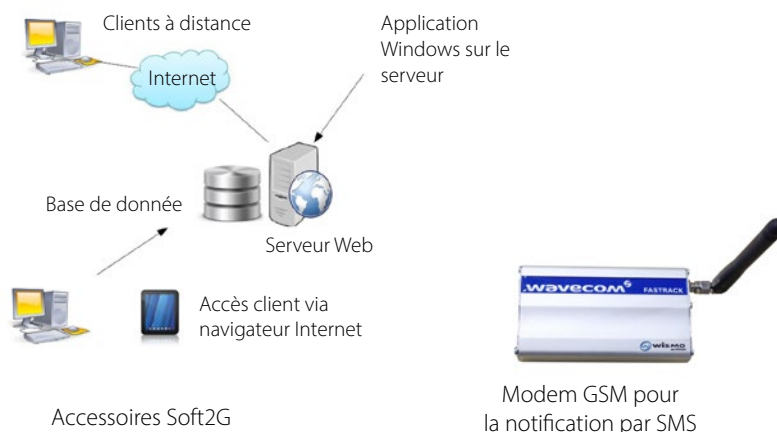 Clients à distance
Internet
Application
Windows sur le
serveur
Base de donnée
Serveur Web
Accès client via
navigateur Internet
wavecom
FASTRACK
wismo
Accessoires Soft2G
Modem GSM pour
la notification par SMS